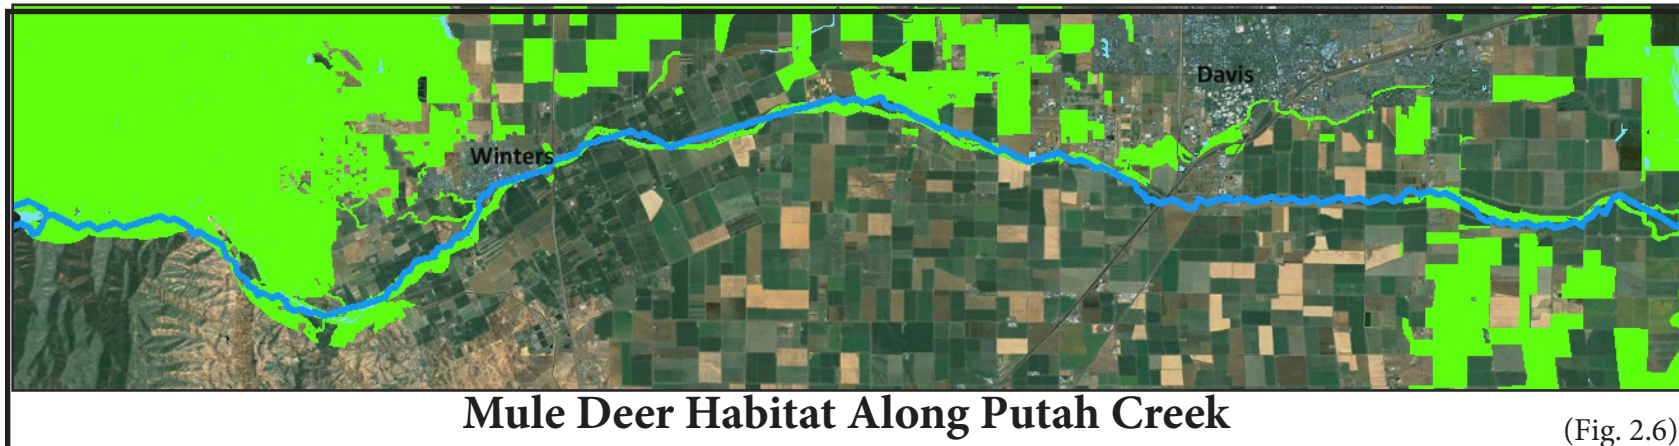 Davis
Winters
Mule Deer Habitat Along Putah Creek
(Fig. 2.6)